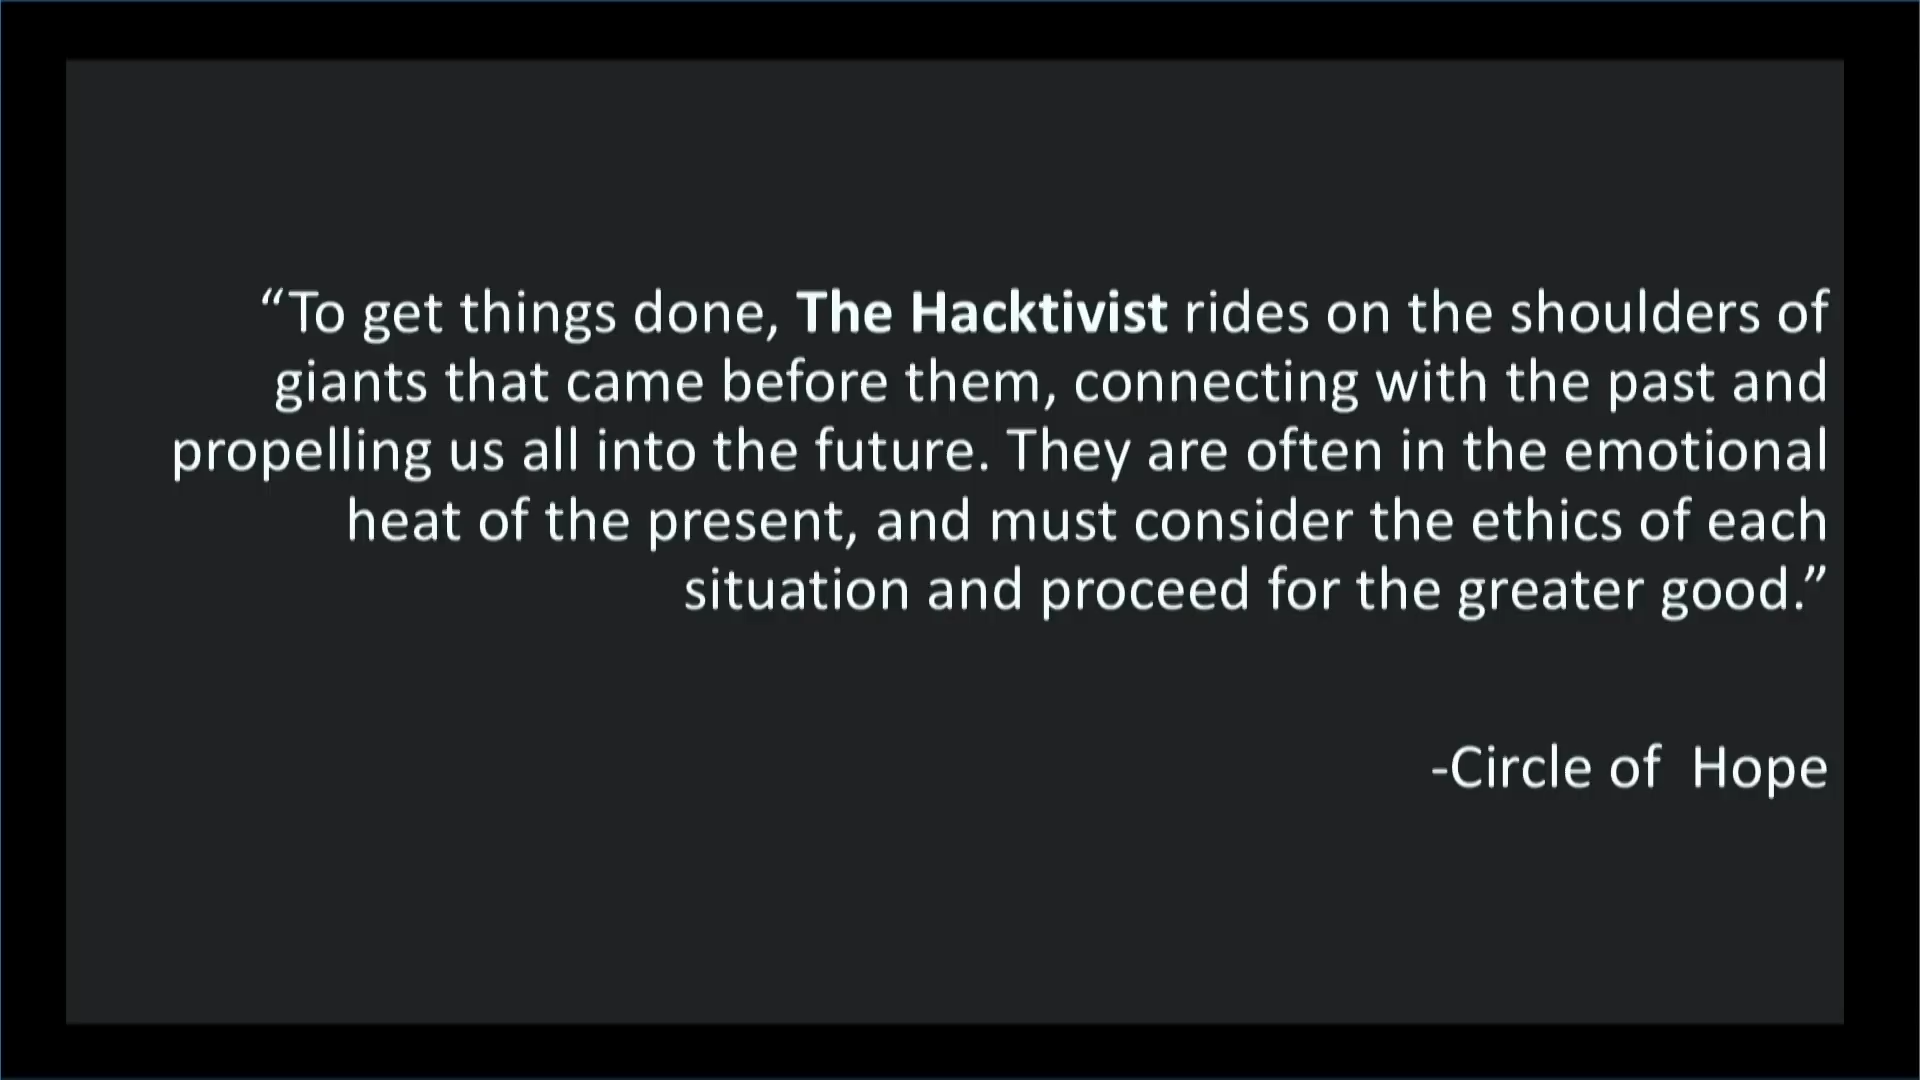 “To get things done, The Hacktivist rides on the shoulders of
giants that came before them, connecting with the past and
propelling us all into the future. They are often in the emotional
heat of the present, and must consider the ethics of each
situation and proceed for the greater good.”
-Circle of  Hope